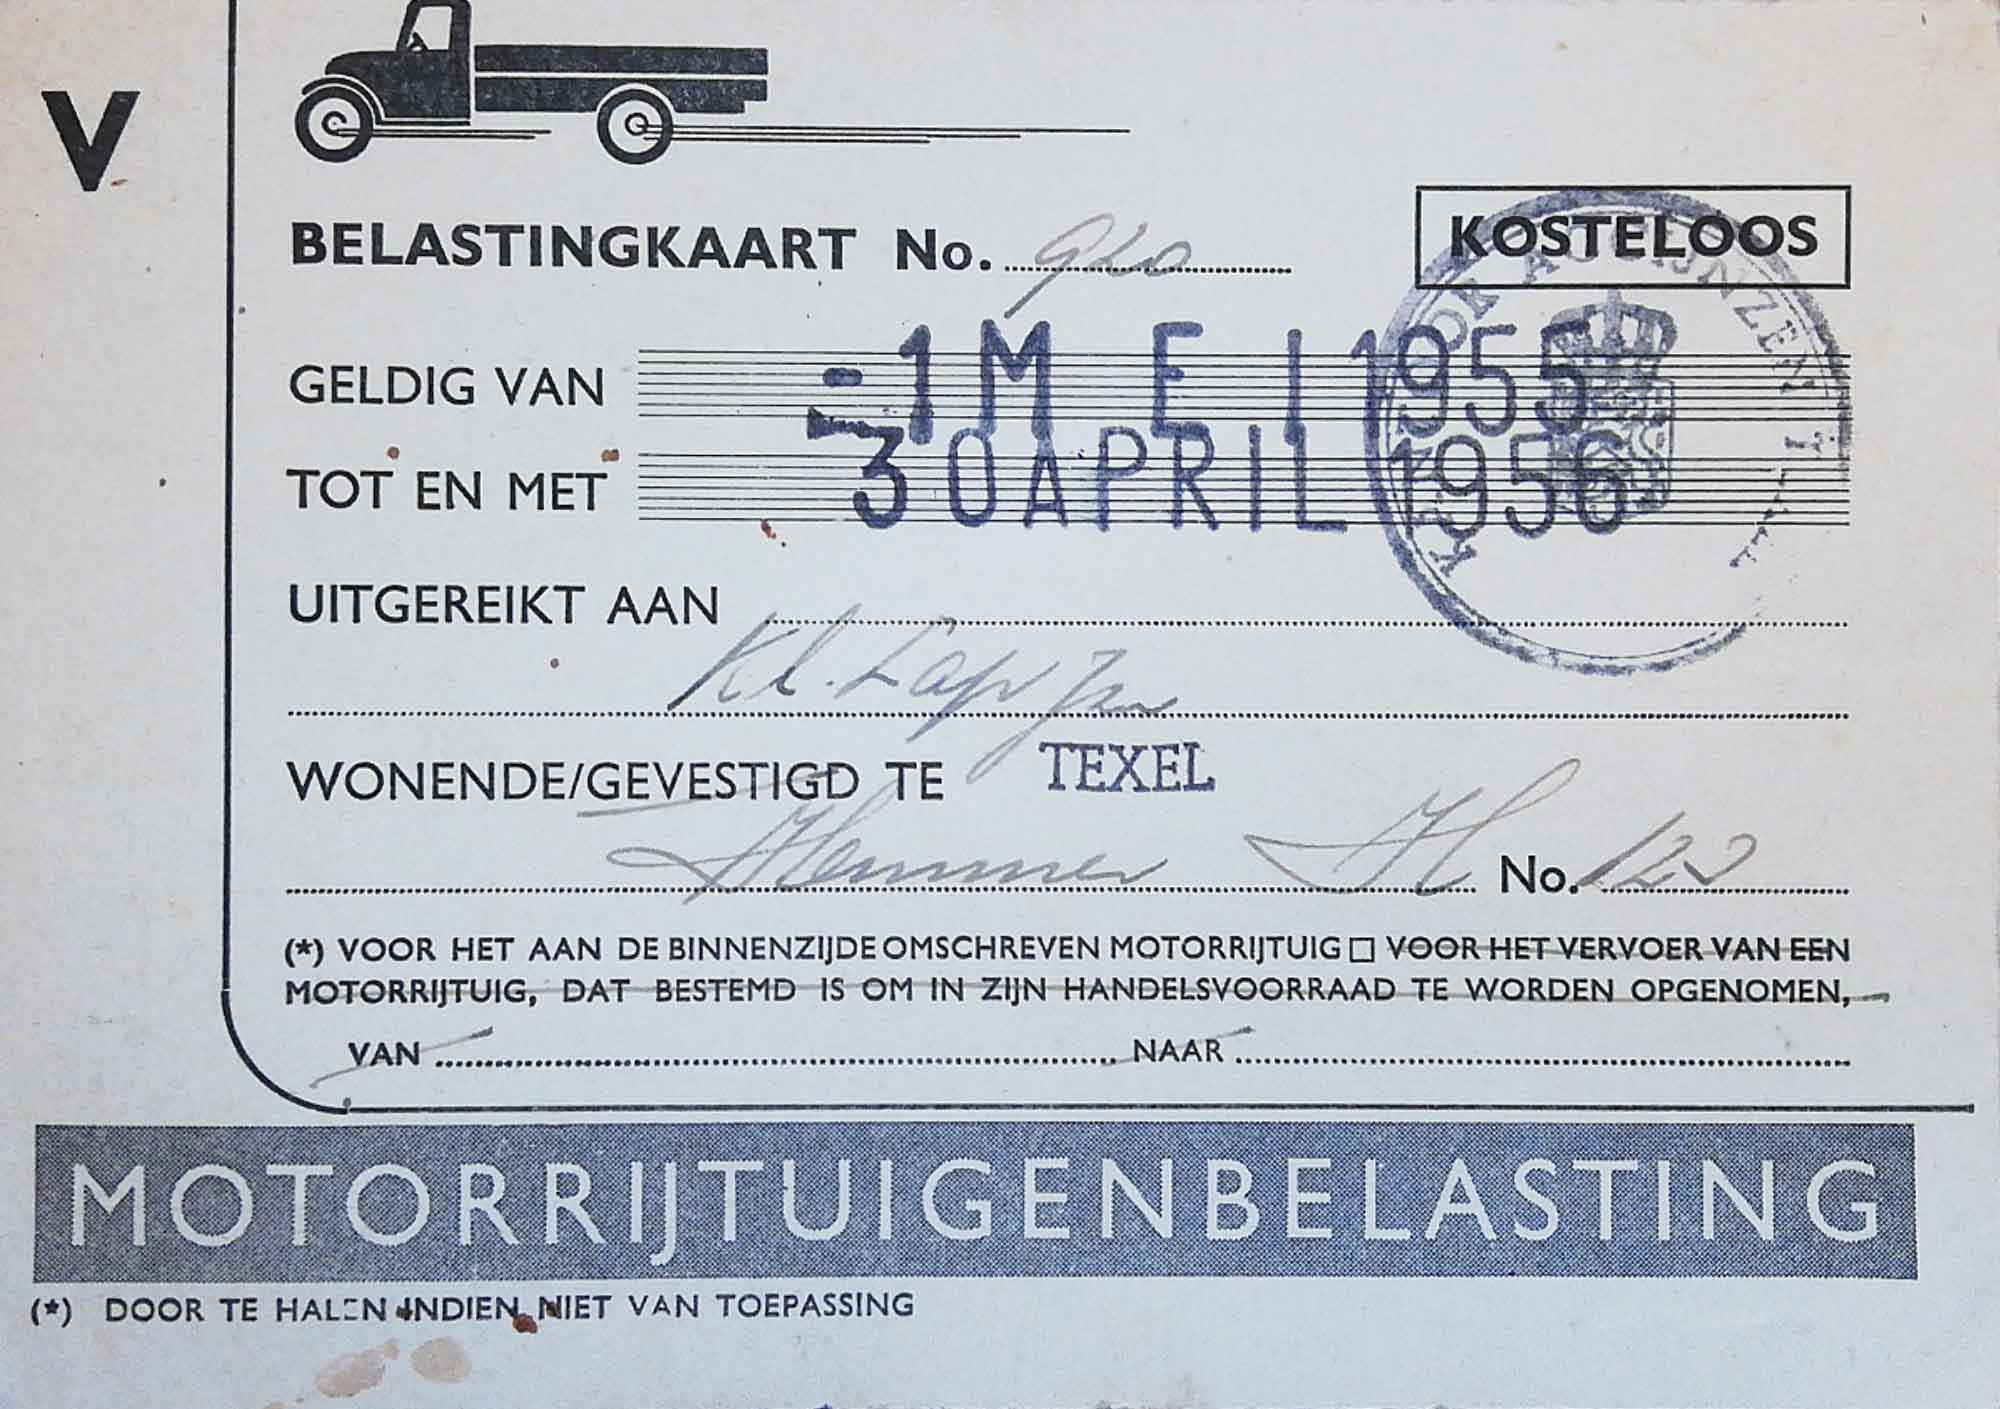 V
BELASTINGKAART No.
KOSTELOOS
GELDIG VAN -1 MEI 1955
TOT EN MET 30 APRIL 1956
UITGEREIKT AAN
Kl.
WONENDE/GEVESTIGD TE TEXEL
H No.
(*) VOOR HET AAN DE BINNENZIJDE OMSCHREVEN MOTORRIJTUIG □ VOOR HET VERVOER VAN EEN
MOTORRIJTUIG, DAT BESTEMD IS OM IN ZIJN HANDELSVOORRAAD TE WORDEN OPGENOMEN,
VAN NAAR
MOTORRIJTUIGENBELASTING
(*) DOOR TE HALEN INDIEN NIET VAN TOEPASSING